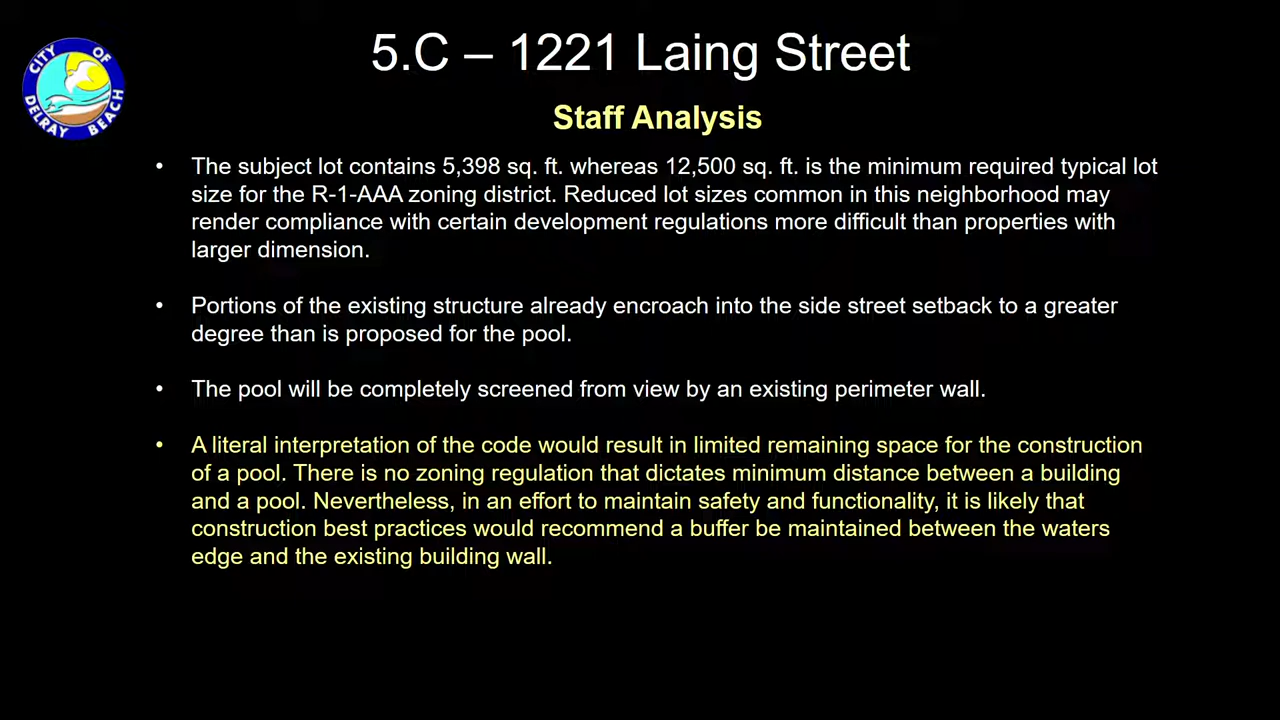 CITY OF
DELRAY BEACH
5.C – 1221 Laing Street
Staff Analysis
• The subject lot contains 5,398 sq. ft. whereas 12,500 sq. ft. is the minimum required typical lot
size for the R-1-AAA zoning district. Reduced lot sizes common in this neighborhood may
render compliance with certain development regulations more difficult than properties with
larger dimension.
• Portions of the existing structure already encroach into the side street setback to a greater
degree than is proposed for the pool.
• The pool will be completely screened from view by an existing perimeter wall.
• A literal interpretation of the code would result in limited remaining space for the construction
of a pool. There is no zoning regulation that dictates minimum distance between a building
and a pool. Nevertheless, in an effort to maintain safety and functionality, it is likely that
construction best practices would recommend a buffer be maintained between the waters
edge and the existing building wall.